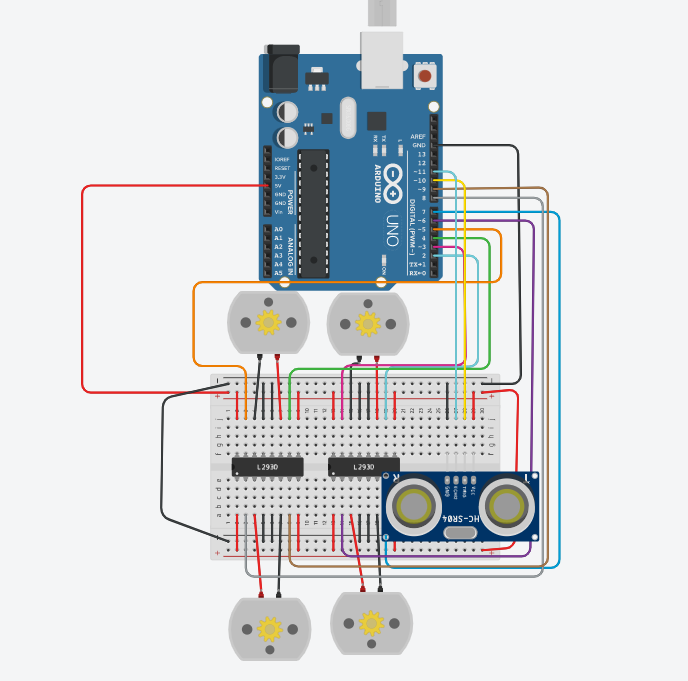 AREF
GND
13
12
~11
~10
~9
8
7
~6
~5
4
~3
2
TX→1
RX←0
DIGITAL (PWM~)
IOREF
RESET
3.3V
5V
GND
GND
Vin
POWER
A0
A1
A2
A3
A4
A5
ANALOG IN
RX
TX
L
ARDUINO
UNO
ON
L293D
L293D
HC-SR04
GND
ECHO
TRIG
VCC
R
T